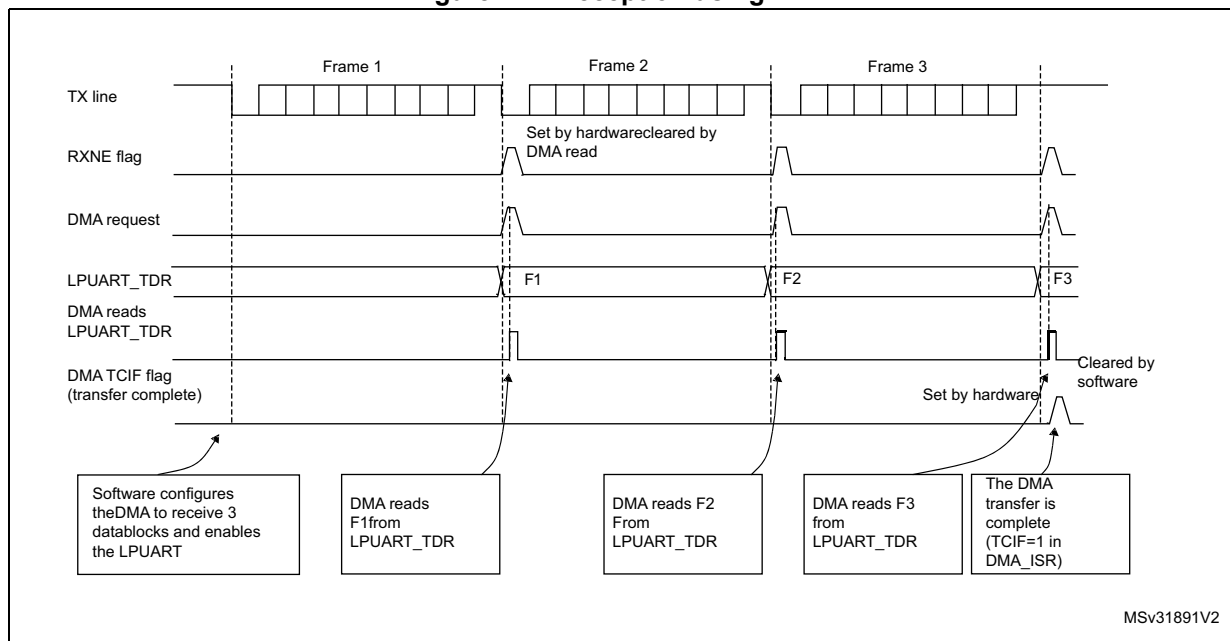 Frame 1
Frame 2
Frame 3
TX line
Set by hardwarecleared by
DMA read
RXNE flag
DMA request
LPUART_TDR
F1
F2
F3
DMA reads
LPUART_TDR
DMA TCIF flag
(transfer complete)
Set by hardware
Cleared by
software
Software configures
theDMA to receive 3
datablocks and enables
the LPUART
DMA reads
F1from
LPUART_TDR
DMA reads F2
From
LPUART_TDR
DMA reads F3
from
LPUART_TDR
The DMA
transfer is
complete
(TCIF=1 in
DMA_ISR)
MSv31891V2